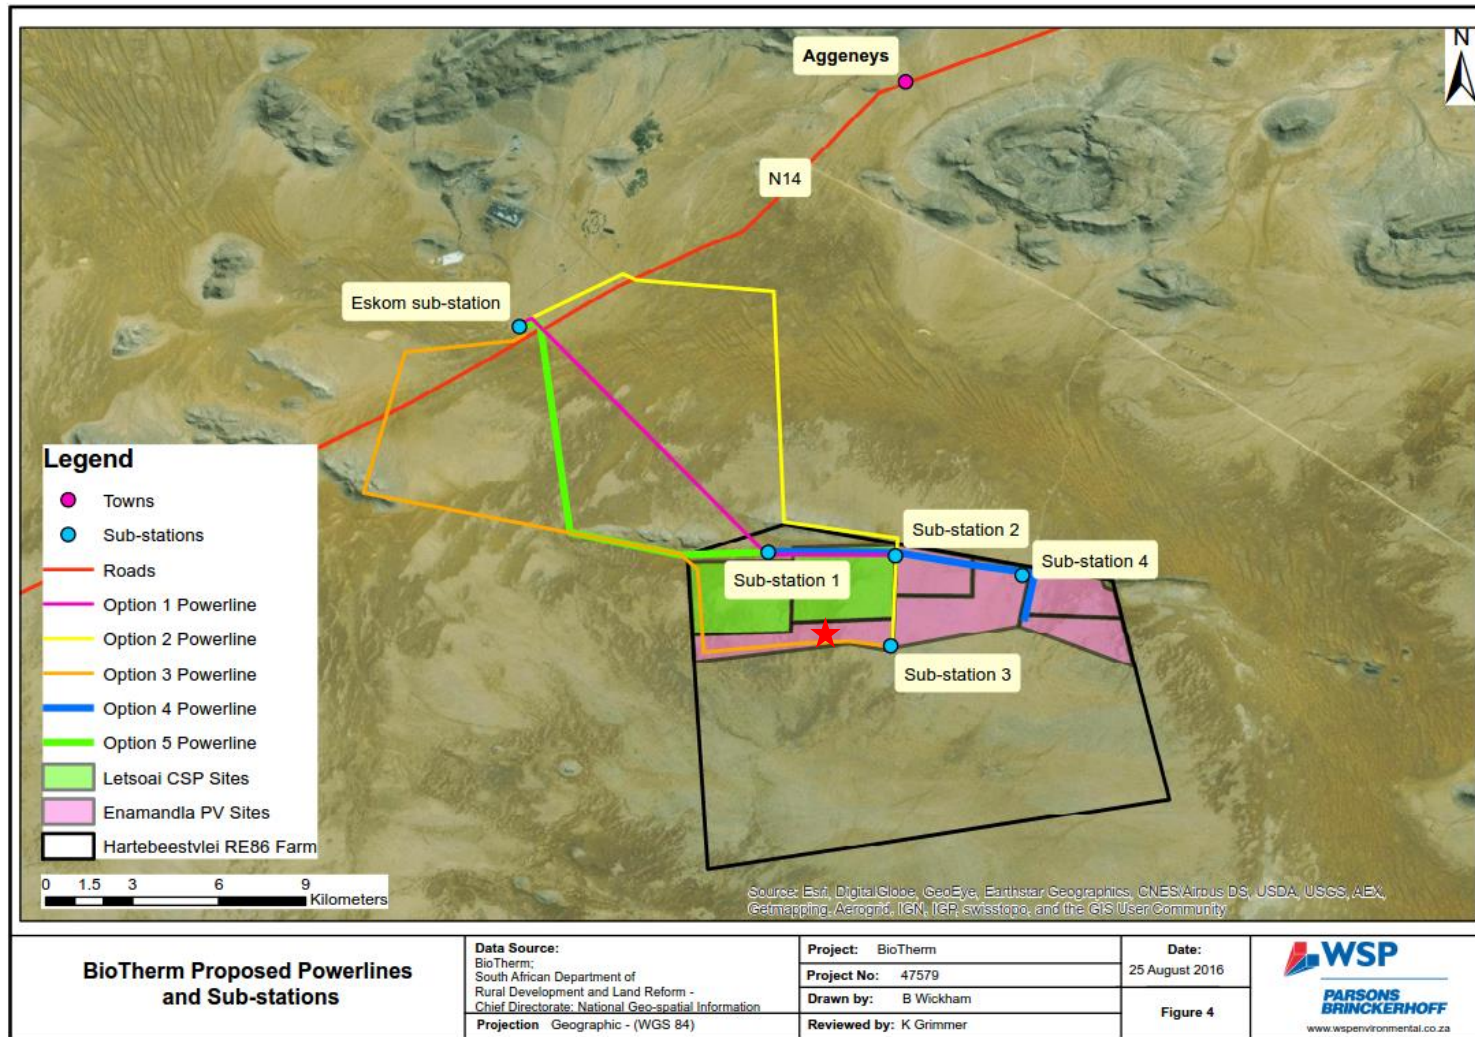 Aggeneys
N
N14
Eskom sub-station
Sub-station 2
Sub-station 1
Sub-station 4
Sub-station 3
Legend
Towns
Sub-stations
Roads
Option 1 Powerline
Option 2 Powerline
Option 3 Powerline
Option 4 Powerline
Option 5 Powerline
Letsoai CSP Sites
Enamandla PV Sites
Hartebeestvlei RE86 Farm
0 1.5 3 6 9
Kilometers
Source: Esri, DigitalGlobe, GeoEye, Earthstar Geographics, CNES/Airbus DS, USDA, USGS, AEX,
Getmapping, Aerogrid, IGN, IGP, swisstopo, and the GIS User Community
BioTherm Proposed Powerlines
and Sub-stations
Data Source:
BioTherm;
South African Department of
Rural Development and Land Reform -
Chief Directorate: National Geo-spatial Information
Projection Geographic - (WGS 84)
Project: BioTherm
Project No: 47579
Drawn by: B Wickham
Reviewed by: K Grimmer
Date:
25 August 2016
Figure 4
WSP
PARSONS
BRINCKERHOFF
www.wspenvironmental.co.za